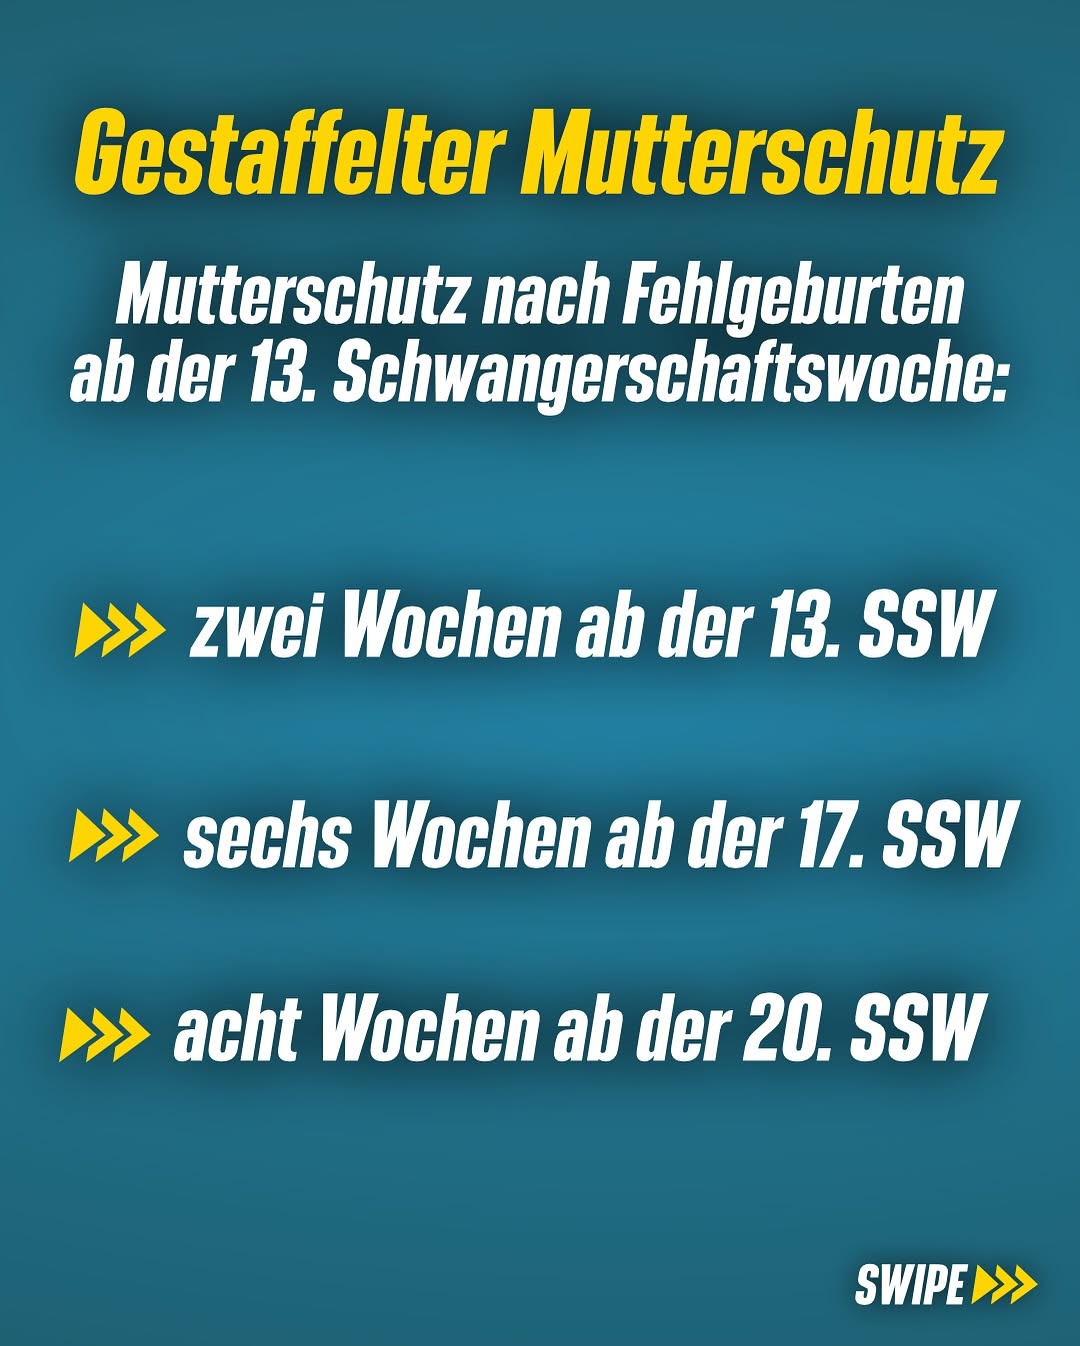 Gestaffelter Mutterschutz
Mutterschutz nach Fehlgeburten
ab der 13. Schwangerschaftswoche:
zwei Wochen ab der 13. SSW
sechs Wochen ab der 17. SSW
acht Wochen ab der 20. SSW
SWIPE